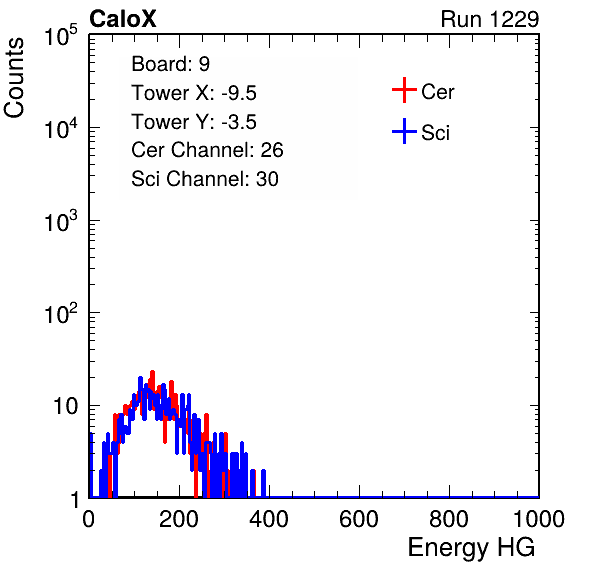 CaloX Run 1229
Counts
Board: 9
Tower X: -9.5
Tower Y: -3.5
Cer Channel: 26
Sci Channel: 30
Cer
Sci
10^5
10^4
10^3
10^2
10
1
0 200 400 600 800 1000
Energy HG